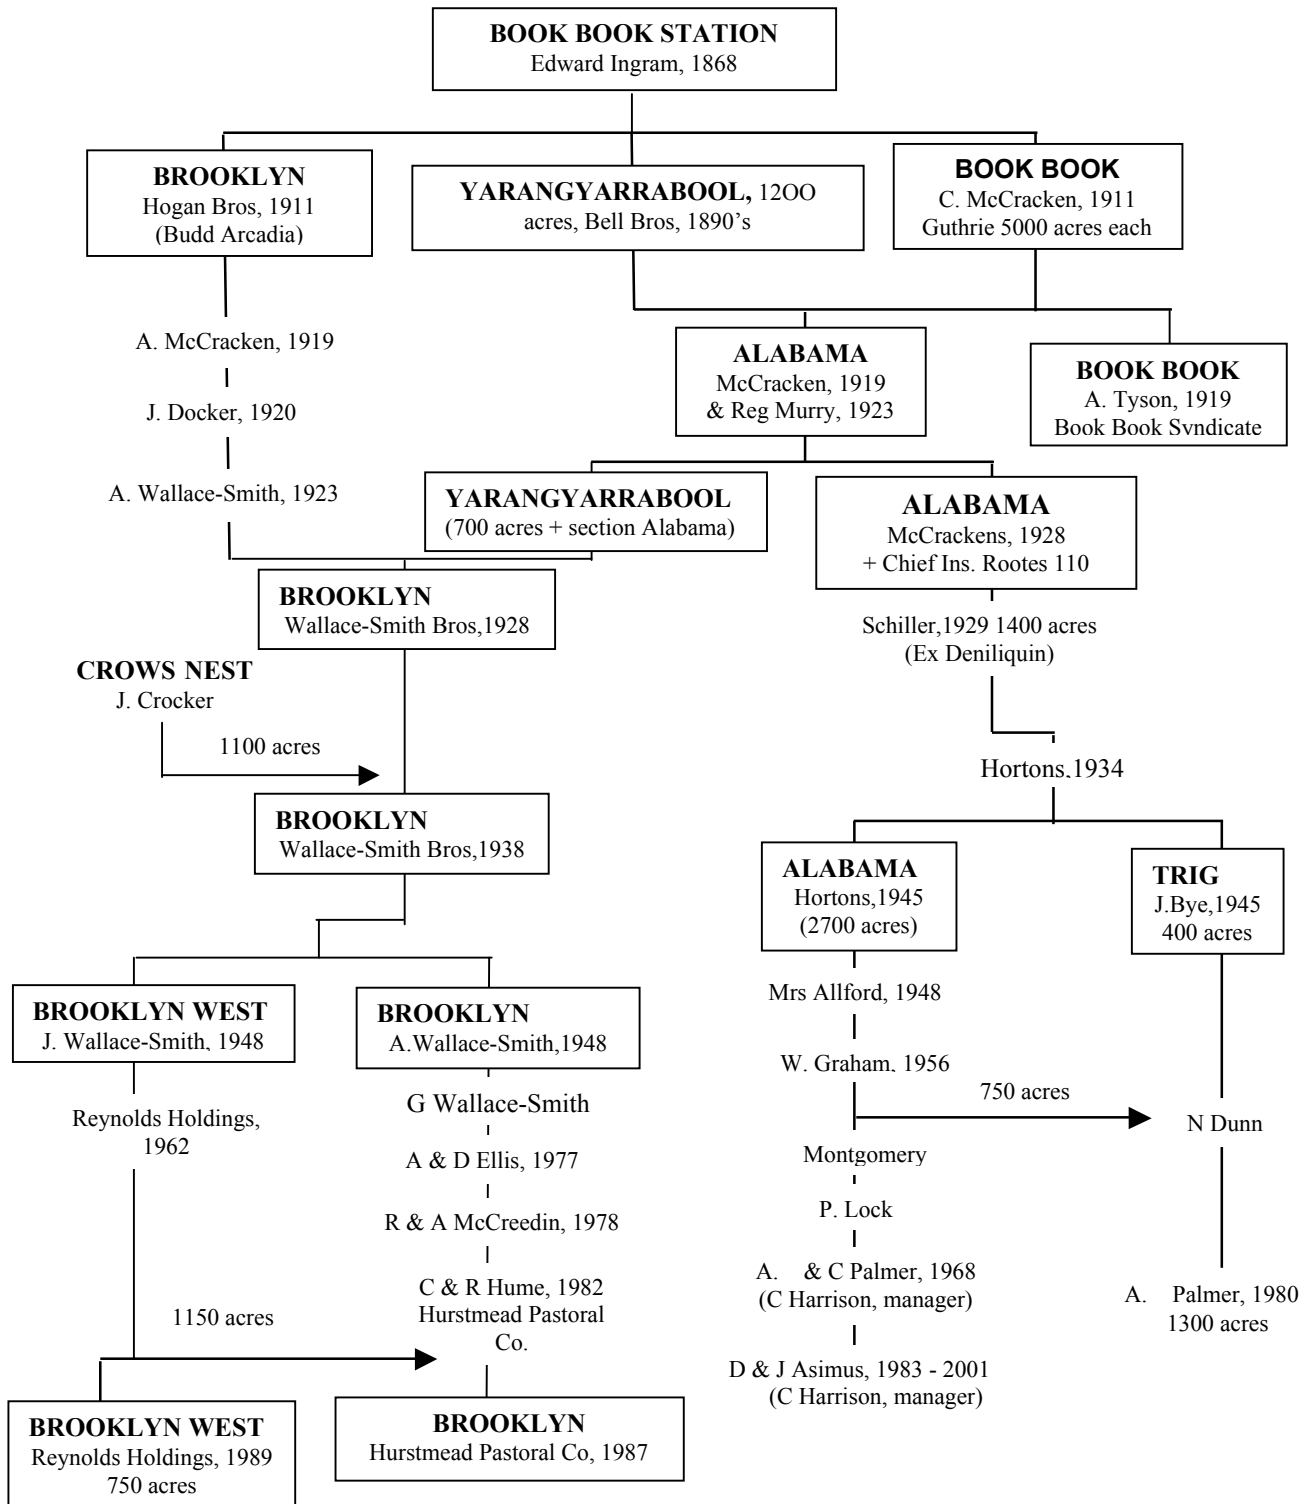 BOOK BOOK STATION
Edward Ingram, 1868
BROOKLYN
Hogan Bros, 1911
(Budd Arcadia)
YARANGYARRABOOL, 12OO
acres, Bell Bros, 1890's
BOOK BOOK
C. McCracken, 1911
Guthrie 5000 acres each
A. McCracken, 1919
J. Docker, 1920
A. Wallace-Smith, 1923
ALABAMA
McCracken, 1919
& Reg Murry, 1923
BOOK BOOK
A. Tyson, 1919
Book Book Svndicate
YARANGYARRABOOL
(700 acres + section Alabama)
ALABAMA
McCrackens, 1928
+ Chief Ins. Rootes 110
BROOKLYN
Wallace-Smith Bros,1928
Schiller,1929 1400 acres
(Ex Deniliquin)
CROWS NEST
J. Crocker
1100 acres
Hortons,1934
BROOKLYN
Wallace-Smith Bros,1938
ALABAMA
Hortons,1945
(2700 acres)
TRIG
J.Bye,1945
400 acres
BROOKLYN WEST
J. Wallace-Smith, 1948
BROOKLYN
A.Wallace-Smith,1948
Mrs Allford, 1948
W. Graham, 1956
750 acres
N Dunn
Reynolds Holdings,
1962
G Wallace-Smith
A & D Ellis, 1977
R & A McCreedin, 1978
C & R Hume, 1982
Hurstmead Pastoral
Co.
Montgomery
P. Lock
A. & C Palmer, 1968
(C Harrison, manager)
D & J Asimus, 1983 - 2001
(C Harrison, manager)
A. Palmer, 1980
1300 acres
1150 acres
BROOKLYN WEST
Reynolds Holdings, 1989
750 acres
BROOKLYN
Hurstmead Pastoral Co, 1987